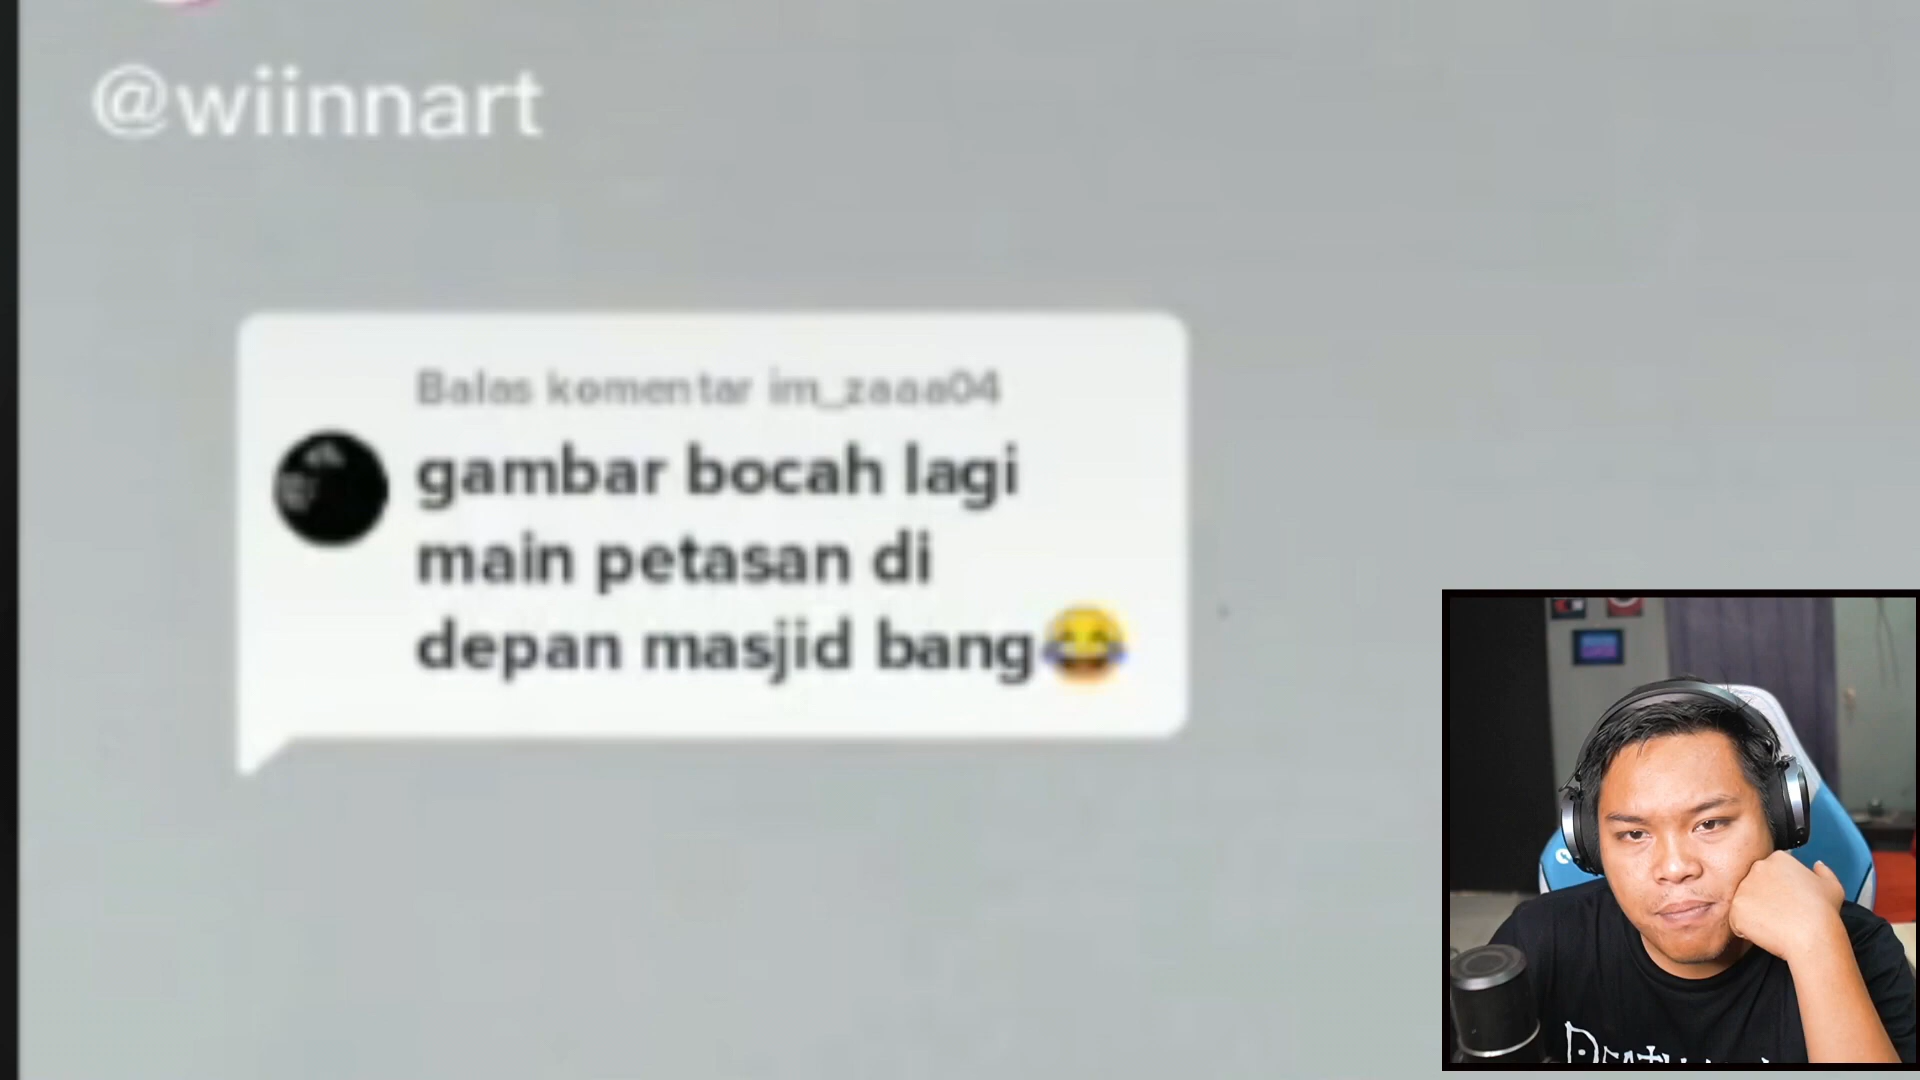 @wiinnart
Balas komentar im_zaaa04
gambar bocah lagi
main petasan di
depan masjid bang😂